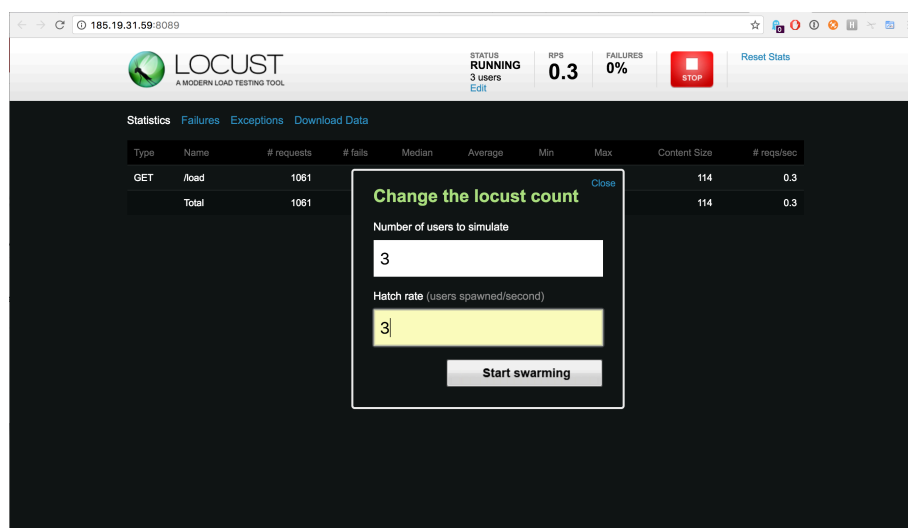 185.19.31.59:8089
0
H
LOCUST
A MODERN LOAD TESTING TOOL
STATUS
RUNNING
3 users
Edit
RPS
0.3
FAILURES
0%
STOP
Reset Stats
Statistics Failures Exceptions Download Data
Type Name # requests # fails Median Average Min Max Content Size # reqs/sec
GET /load 1061 114 0.3
Total 1061 114 0.3
Close
Change the locust count
Number of users to simulate
3
Hatch rate (users spawned/second)
3
Start swarming